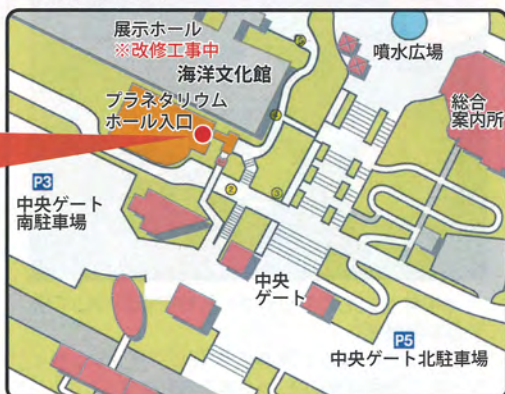 展示ホール
※改修工事中
海洋文化館
プラネタリウム
ホール入口
噴水広場
総合
案内所
P3
中央ゲート
南駐車場
中央
ゲート
P5
中央ゲート北駐車場